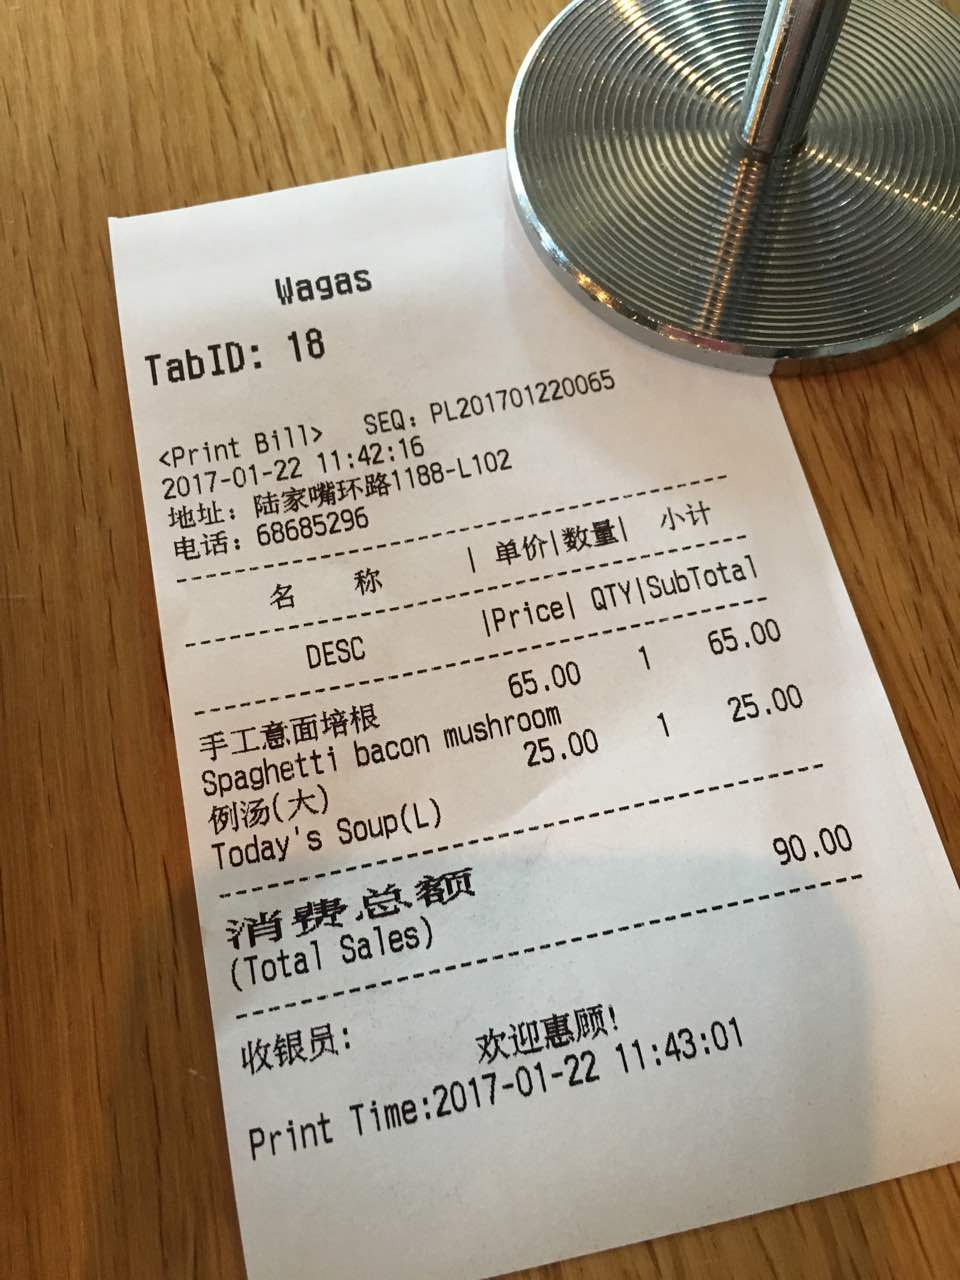 Wagas
TabID: 18
<Print Bill> SEQ: PL201701220065
2017-01-22 11:42:16
地址: 陆家嘴环路1188-L102
电话: 68685296
名 称 | 单价|数量| 小计
DESC |Price| QTY|SubTotal
手工意面培根 65.00 1 65.00
Spaghetti bacon mushroom
例汤(大) 25.00 1 25.00
Today's Soup(L)
消费总额 90.00
(Total Sales)
收银员:
欢迎惠顾!
Print Time:2017-01-22 11:43:01